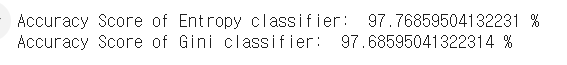 Accuracy Score of Entropy classifier:  97.76859504132231 %
Accuracy Score of Gini classifier:  97.68595041322314 %